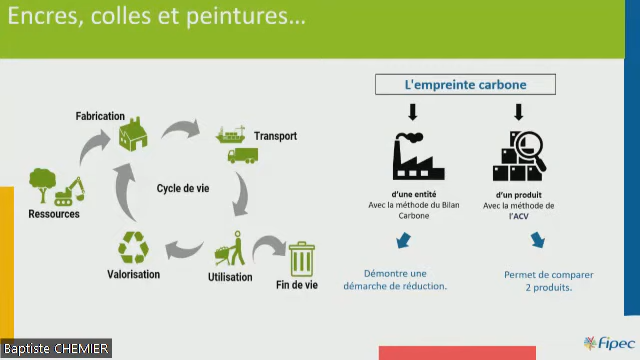 Encres, colles et peintures...
Fabrication
Transport
Cycle de vie
Ressources
Valorisation
Utilisation
Fin de vie
L'empreinte carbone
d'une entité
Avec la méthode du Bilan
Carbone
d'un produit
Avec la méthode de
l'ACV
Démontre une
démarche de réduction.
Permet de comparer
2 produits.
Baptiste CHEMIER
Fipec